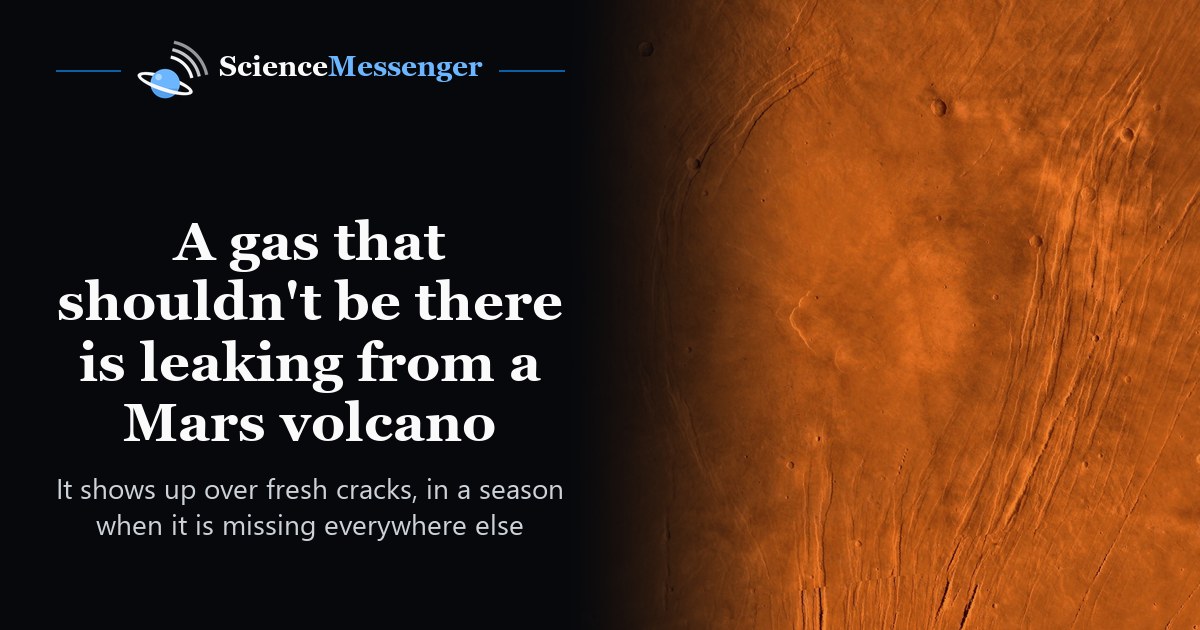 ScienceMessenger
A gas that
shouldn't be there
is leaking from a
Mars volcano
It shows up over fresh cracks, in a season
when it is missing everywhere else